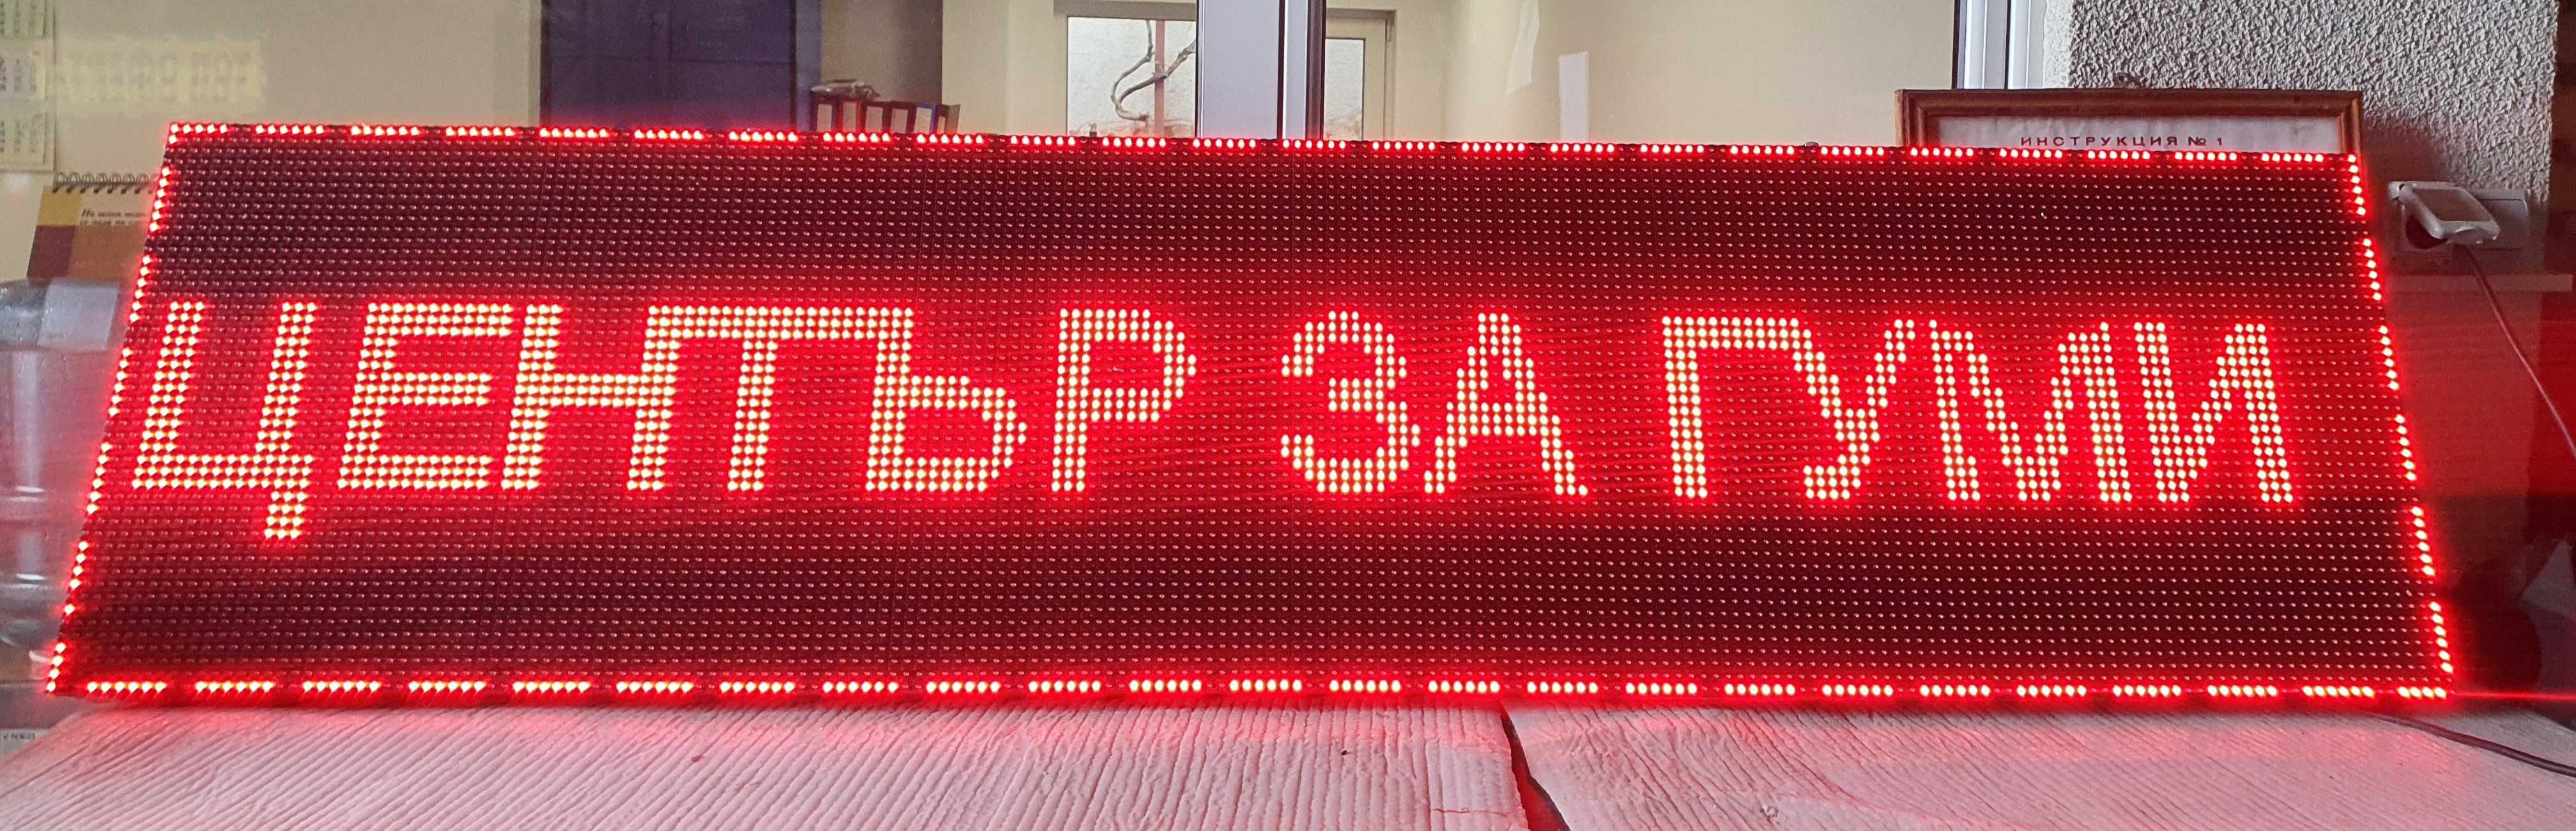 ИНСТРУКЦИЯ № 1
ЦЕНТЪР ЗА ГУМИ